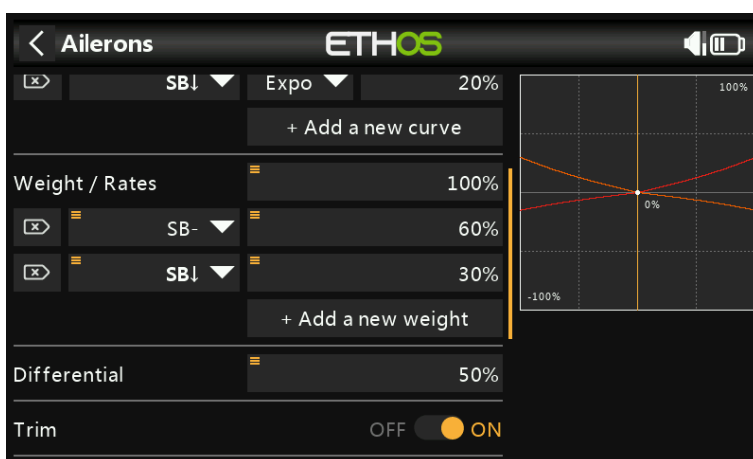 Ailerons
ETHOS
SB↓ Expo 20%
+ Add a new curve
Weight / Rates 100%
SB- 60%
SB↓ 30%
+ Add a new weight
Differential 50%
Trim OFF ON
100%
0%
-100%